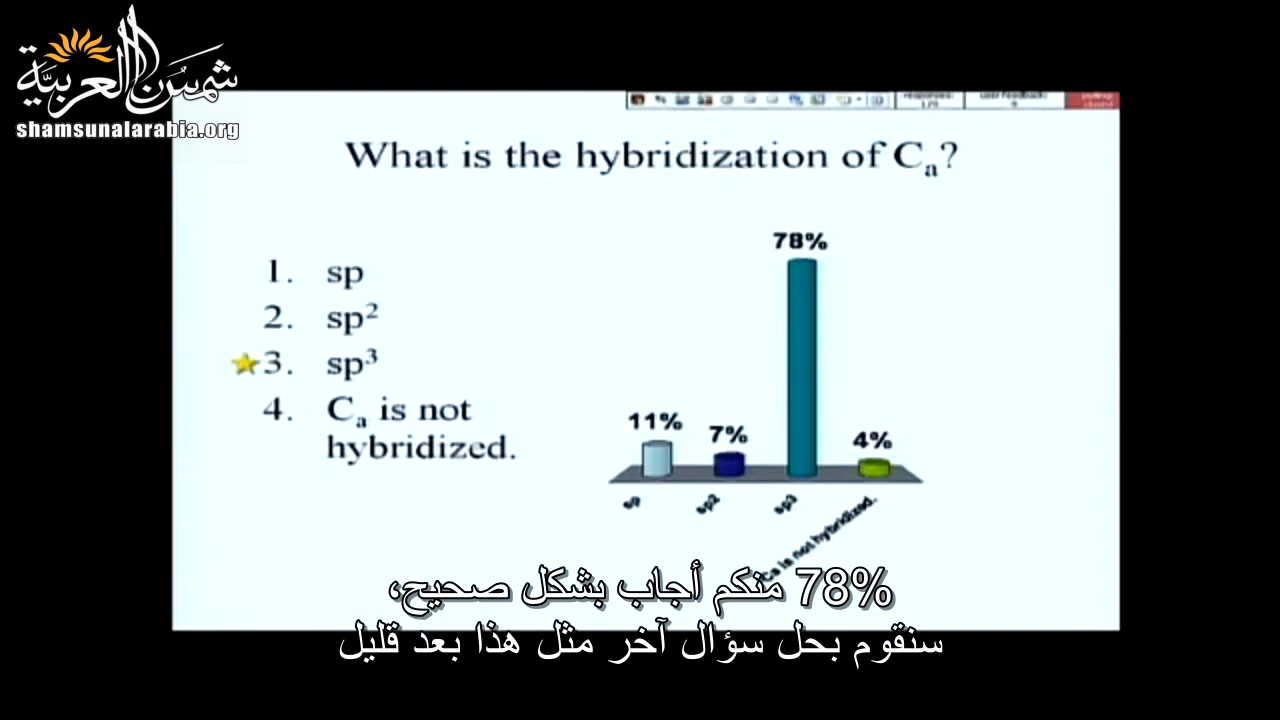 شمس العربية
shamsunalarabia.org
What is the hybridization of Ca?
1. sp
2. sp²
3. sp³
4. Ca is not
hybridized.
11%
7%
78%
4%
sp
sp2
sp3
Ca is not hybridized.
78% منكم أجاب بشكل صحيح،
سنقوم بحل سؤال آخر مثل هذا بعد قليل